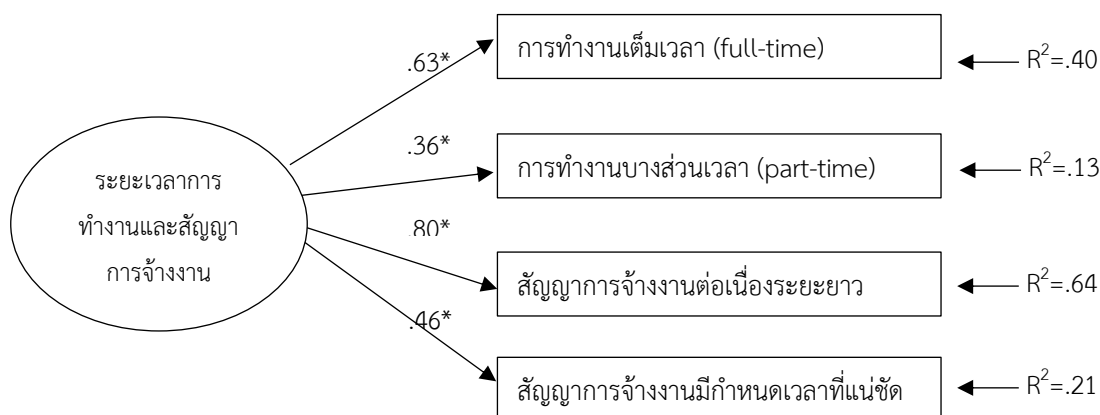 การทำงานเต็มเวลา (full-time)
.63*
R²=.40
.36*
การทำงานบางส่วนเวลา (part-time)
R²=.13
ระยะเวลาการ
ทำงานและสัญญา
การจ้างงาน
.80*
สัญญาการจ้างงานต่อเนื่องระยะยาว
R²=.64
.46*
สัญญาการจ้างงานมีกำหนดเวลาที่แน่ชัด
R²=.21